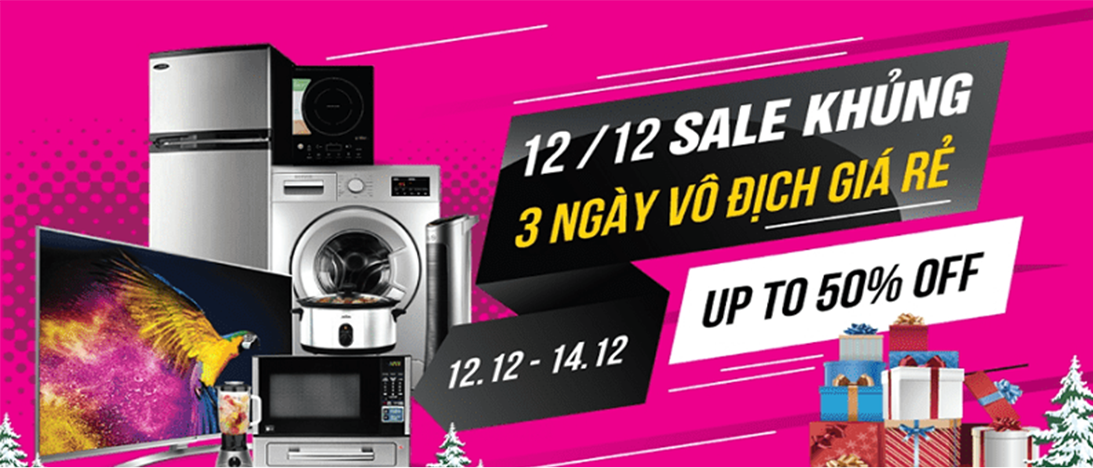 12/12 SALE KHỦNG
3 NGÀY VÔ ĐỊCH GIÁ RẺ
UP TO 50% OFF
12.12 - 14.12